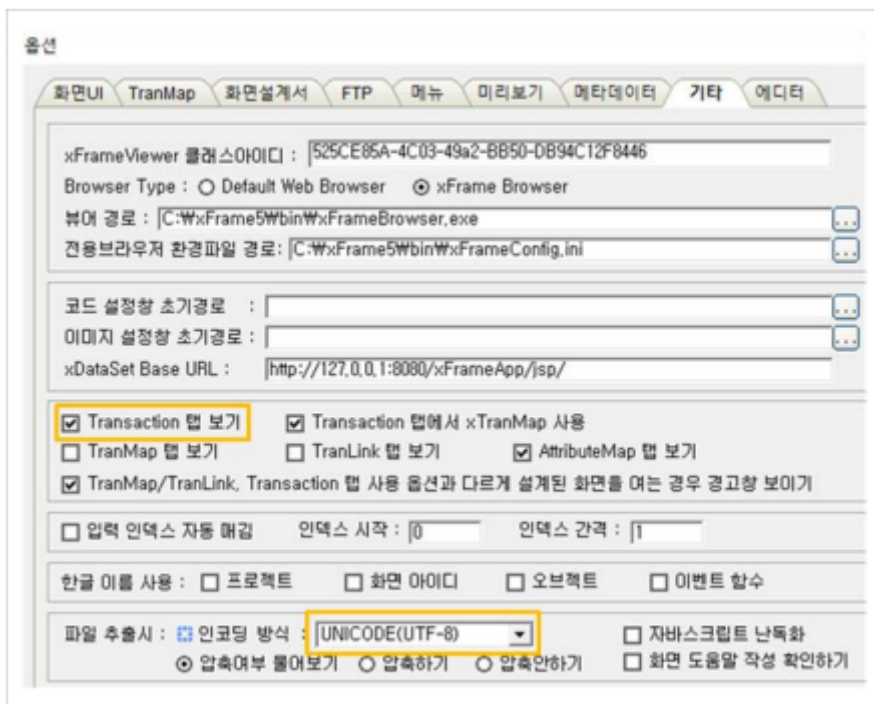 옵션
화면UI TranMap 화면설계서 FTP 메뉴 미리보기 메타데이터 기타 에디터
xFrameViewer 클래스아이디 : 525CE85A-4C03-49a2-BB50-DB94C12F8446
Browser Type : Default Web Browser xFrame Browser
뷰어 경로 : C:₩xFrame5₩bin₩xFrameBrowser.exe ...
전용브라우저 환경파일 경로: C:₩xFrame5₩bin₩xFrameConfig.ini ...
코드 설정창 초기경로 : ...
이미지 설정창 초기경로 : ...
xDataSet Base URL : http://127.0.0.1:8080/xFrameApp/jsp/
Transaction 탭 보기 Transaction 탭에서 xTranMap 사용
TranMap 탭 보기 TranLink 탭 보기 AttributeMap 탭 보기
TranMap/TranLink, Transaction 탭 사용 옵션과 다르게 설계된 화면을 여는 경우 경고창 보이기
입력 인덱스 자동 매김 인덱스 시작 : 0 인덱스 간격 : 1
한글 이름 사용 : 프로젝트 화면 아이디 오브젝트 이벤트 함수
파일 추출시 : 인코딩 방식 : UNICODE(UTF-8) 자바스크립트 난독화
압축여부 물어보기 압축하기 압축안하기 화면 도움말 작성 확인하기